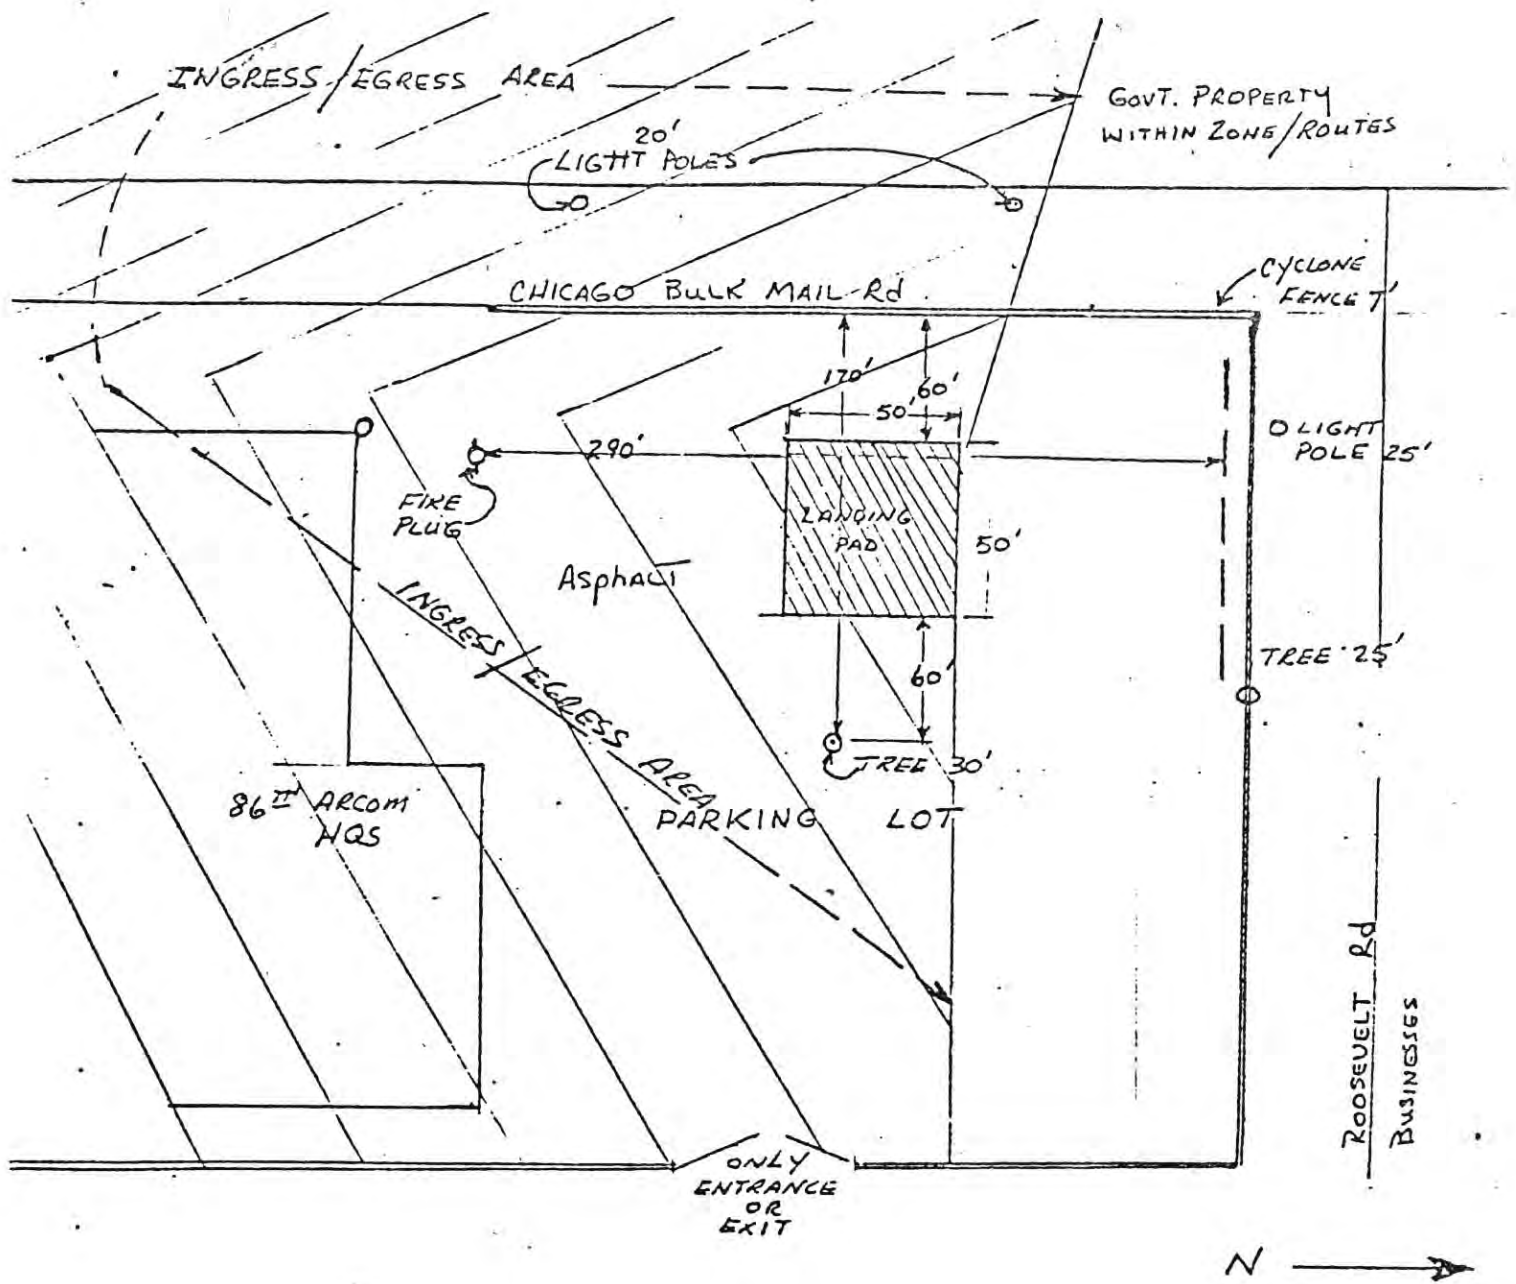 INGRESS/EGRESS AREA
GOVT. PROPERTY
WITHIN ZONE/ROUTES
20'
LIGHT POLES
CYCLONE
FENCE 7'
CHICAGO BULK MAIL Rd
170'
60'
50'
O LIGHT
POLE 25'
290'
FIRE
PLUG
LANDING
PAD
50'
Asphalt
INGRESS/EGRESS AREA
60'
TREE 25'
TREE 30'
86TH ARCOM
HQS
PARKING LOT
ROOSEVELT Rd
BUSINESSES
ONLY
ENTRANCE
OR
EXIT
N